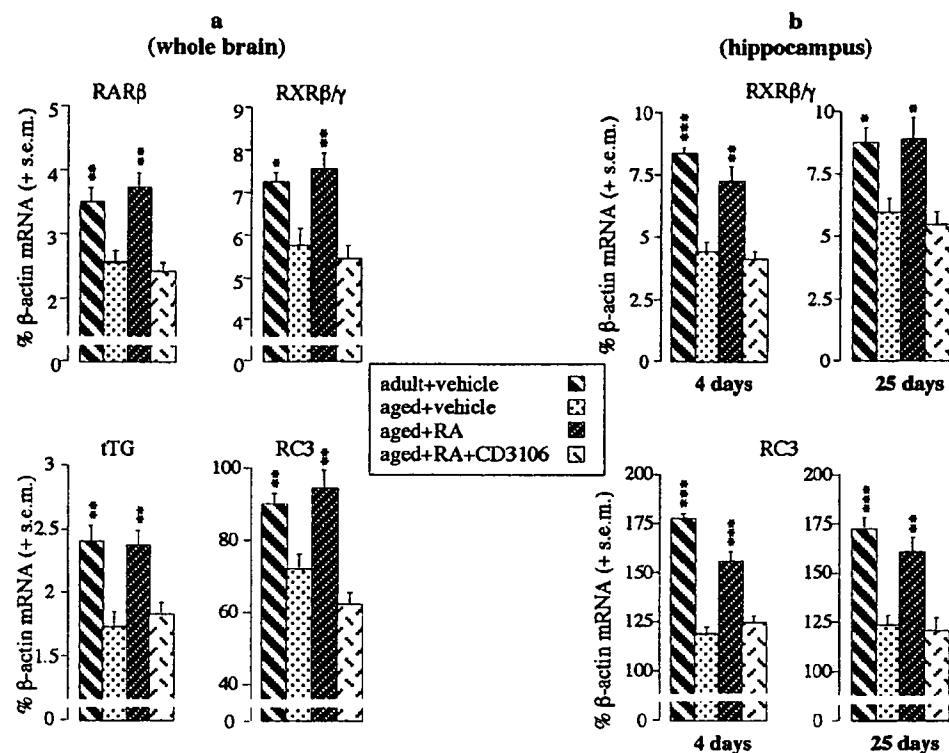 a
(whole brain)
b
(hippocampus)
RARβ
RXRβ/γ
RXRβ/γ
% β-actin mRNA (+ s.e.m.)
5
4
3
2
0
**
**
9
8
7
6
5
4
0
*
**
% β-actin mRNA (+ s.e.m.)
10
7.5
5
2.5
0
***
**
4 days
10
7.5
5
2.5
0
*
*
25 days
adult+vehicle
aged+vehicle
aged+RA
aged+RA+CD3106
tTG
RC3
RC3
% β-actin mRNA (+ s.e.m.)
3
2.5
2
1.5
0
**
**
100
80
60
40
0
**
**
% β-actin mRNA (+ s.e.m.)
200
175
150
125
100
0
***
***
4 days
200
175
150
125
100
0
***
**
25 days